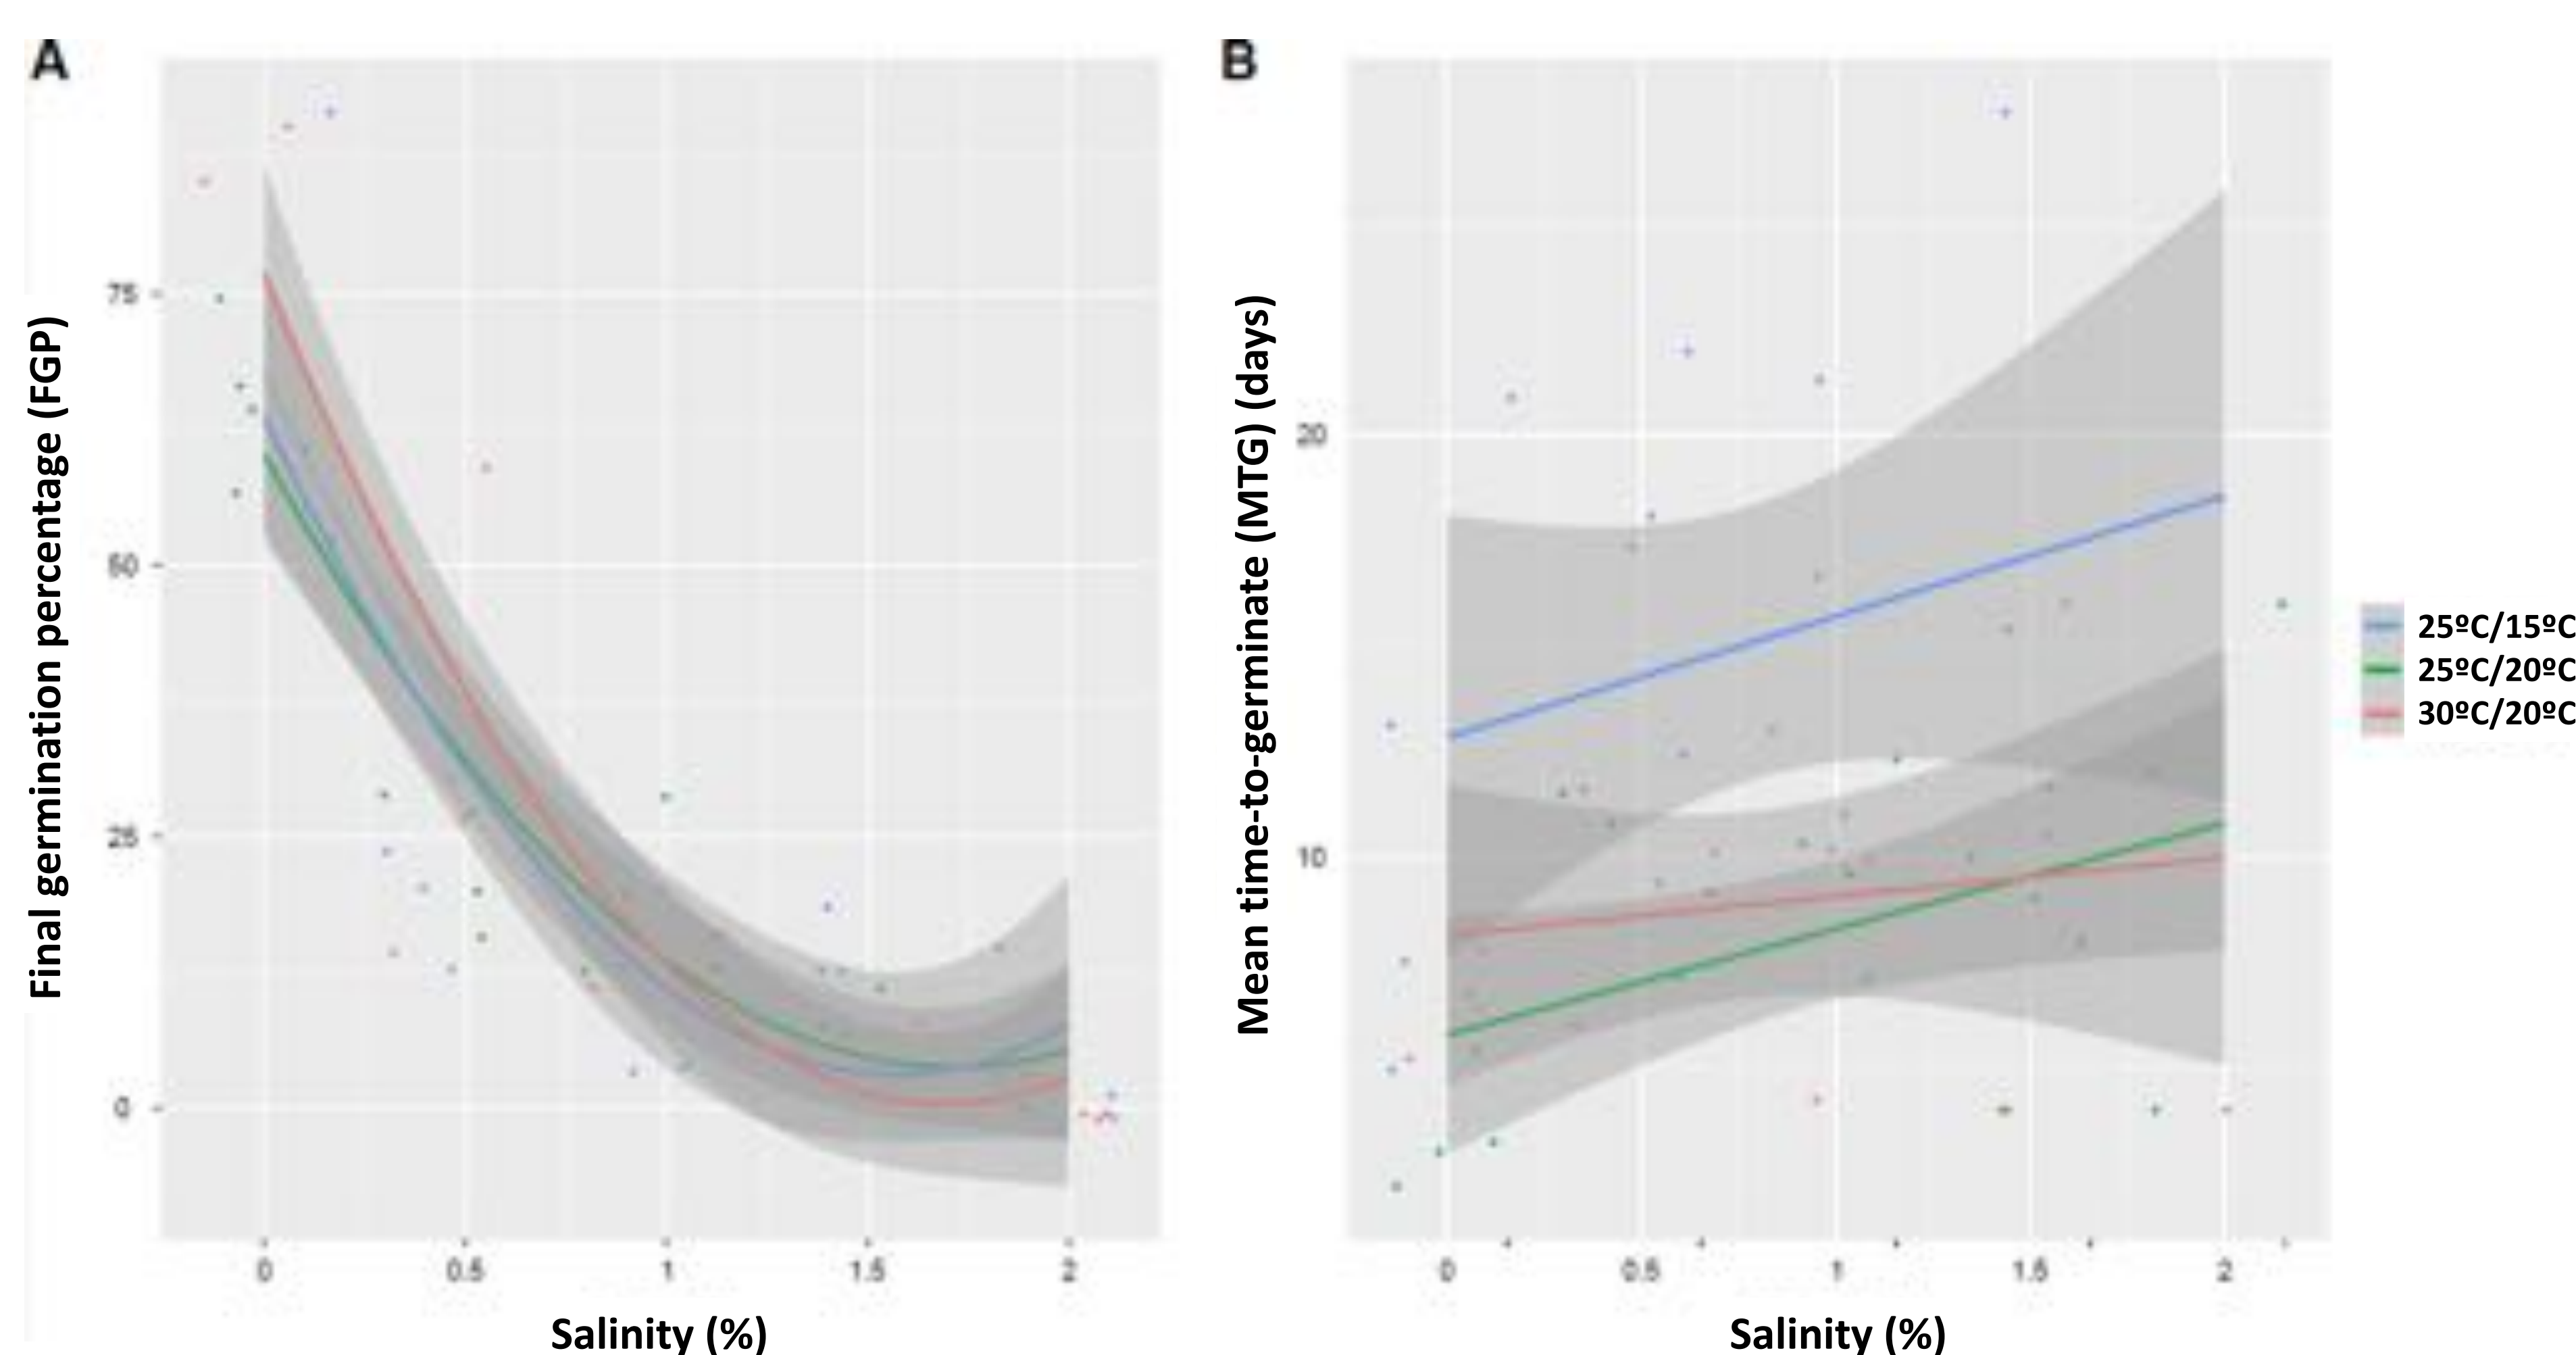 A
B
Final germination percentage (FGP)
75
50
25
0
0
0.5
1
1.5
2
Salinity (%)
Mean time-to-germinate (MTG) (days)
20
10
0
0.5
1
1.5
2
Salinity (%)
25ºC/15ºC
25ºC/20ºC
30ºC/20ºC